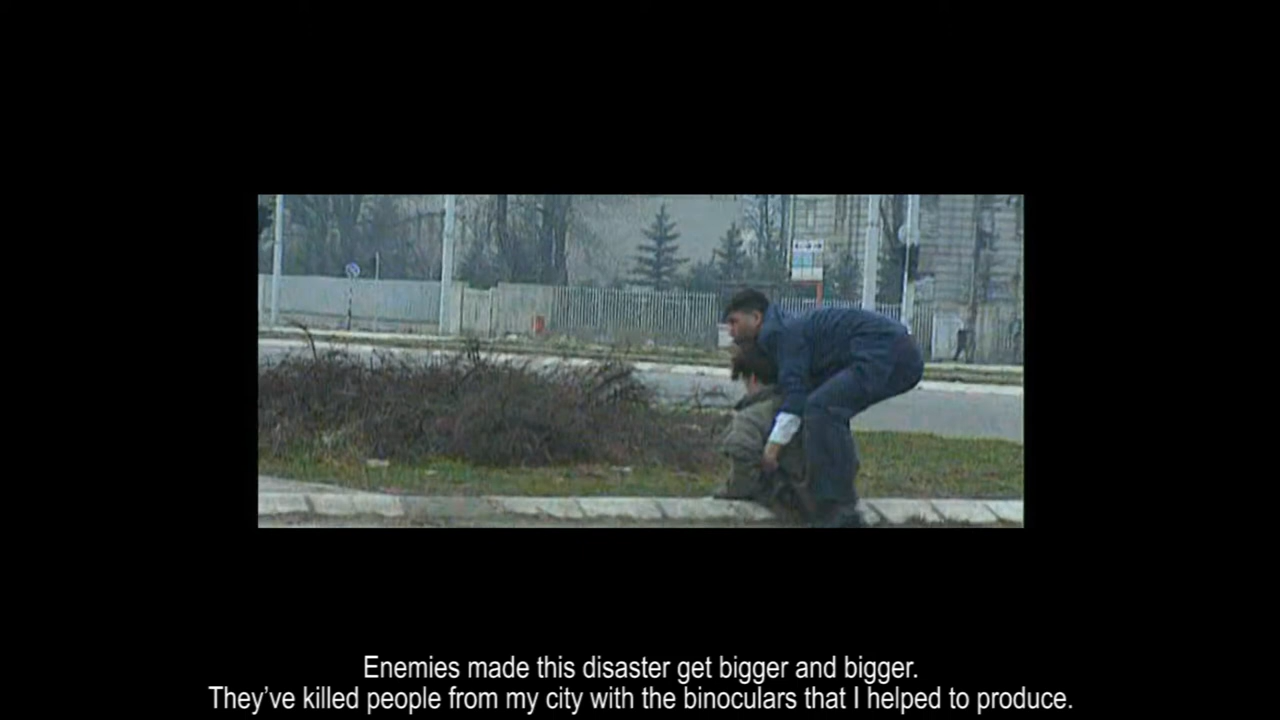 Enemies made this disaster get bigger and bigger.
They've killed people from my city with the binoculars that I helped to produce.